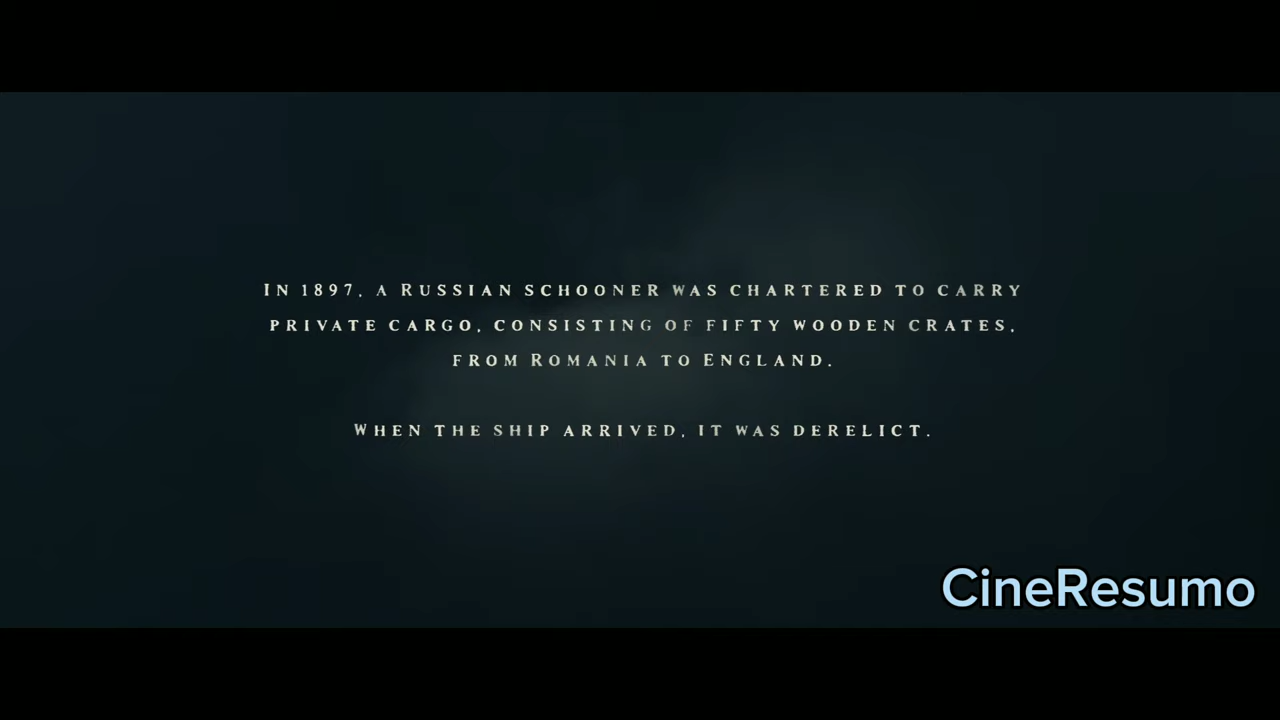 In 1897, a Russian schooner was chartered to carry
private cargo, consisting of fifty wooden crates,
from Romania to England.
When the ship arrived, it was derelict.
CineResumo